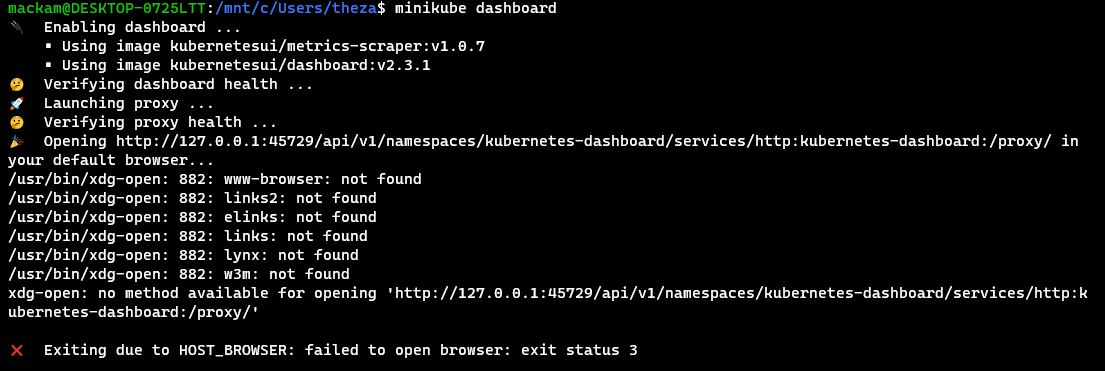 mackam@DESKTOP-0725LTT:/mnt/c/Users/theza$ minikube dashboard
🔌  Enabling dashboard ...
    ▪ Using image kubernetesui/metrics-scraper:v1.0.7
    ▪ Using image kubernetesui/dashboard:v2.3.1
🤔  Verifying dashboard health ...
🚀  Launching proxy ...
🤔  Verifying proxy health ...
🎉  Opening http://127.0.0.1:45729/api/v1/namespaces/kubernetes-dashboard/services/http:kubernetes-dashboard:/proxy/ in
your default browser...
/usr/bin/xdg-open: 882: www-browser: not found
/usr/bin/xdg-open: 882: links2: not found
/usr/bin/xdg-open: 882: elinks: not found
/usr/bin/xdg-open: 882: links: not found
/usr/bin/xdg-open: 882: lynx: not found
/usr/bin/xdg-open: 882: w3m: not found
xdg-open: no method available for opening 'http://127.0.0.1:45729/api/v1/namespaces/kubernetes-dashboard/services/http:k
ubernetes-dashboard:/proxy/'
❌  Exiting due to HOST_BROWSER: failed to open browser: exit status 3